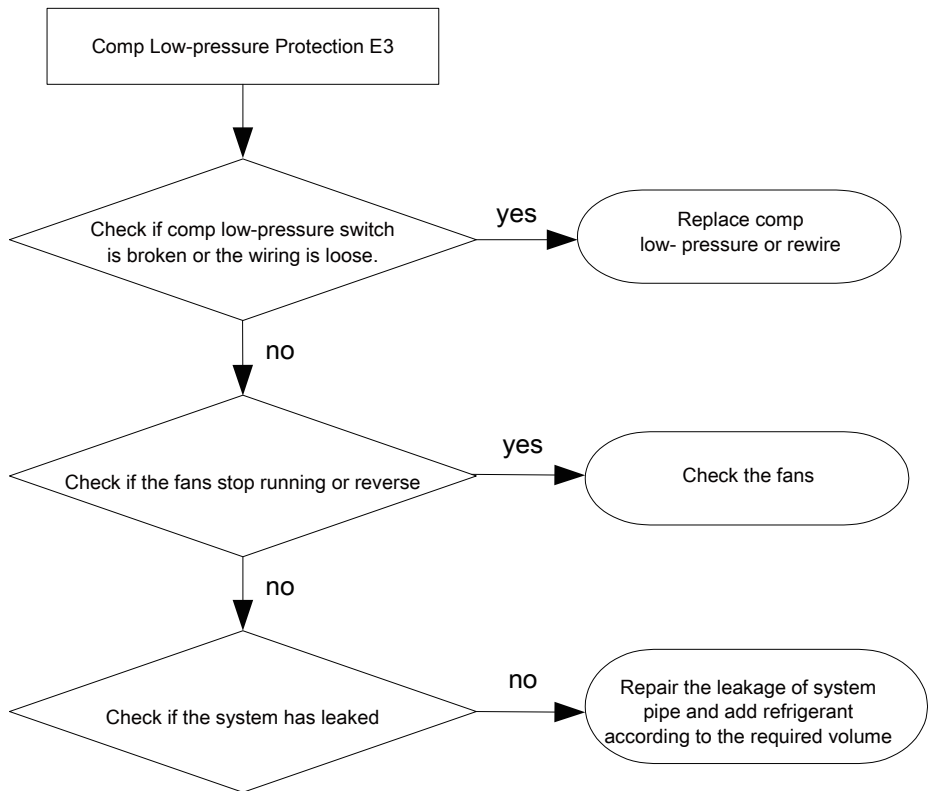 Comp Low-pressure Protection E3
Check if comp low-pressure switch
is broken or the wiring is loose.
yes
Replace comp
low- pressure or rewire
no
Check if the fans stop running or reverse
yes
Check the fans
no
Check if the system has leaked
no
Repair the leakage of system
pipe and add refrigerant
according to the required volume